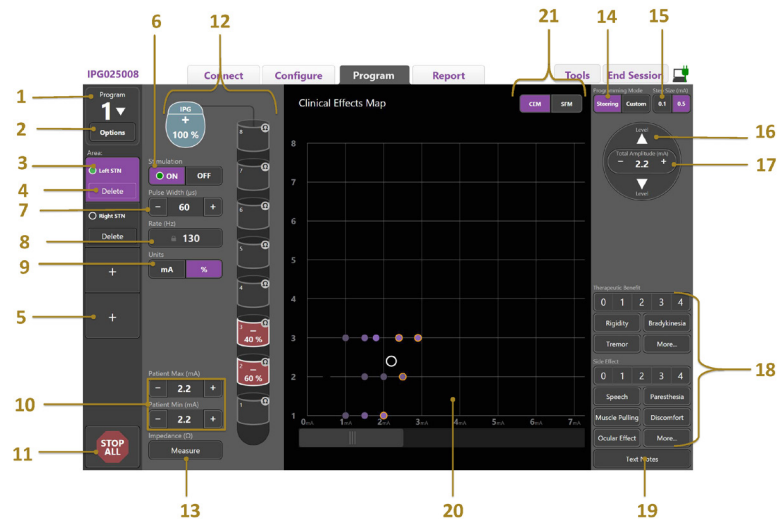 6 12 21 14 15
IPG025008 Connect Configure Program Report Tools End Session
1 Program
1
2 Options
IPG
+
100 %
Clinical Effects Map
CEM SFM
Programming Mode Step Size (mA)
Steering Custom 0.1 0.5
16 Level
17 Total Amplitude (mA)
− 2.2 +
Level
Area:
3 Left STN
4 Delete
Right STN
Delete
+
5 +
Stimulation
ON OFF
7 Pulse Width (µs)
− 60 +
8 Rate (Hz)
130
9 Units
mA %
8
7
6
5
4
3
−
40 %
2
−
60 %
1
8
7
6
5
4
3
2
1
0mA 1mA 2mA 3mA 4mA 5mA 6mA 7mA
10 Patient Max (mA)
− 2.2 +
Patient Max (mA)
− 2.2 +
11 STOP
ALL
Impedance (Ω)
Measure
13
Therapeutic Benefit
0 1 2 3 4
Rigidity Bradykinesia
Tremor More...
18
Side Effect
0 1 2 3 4
Speech Paresthesia
Muscle Pulling Discomfort
Ocular Effect More...
Text Notes
20 19